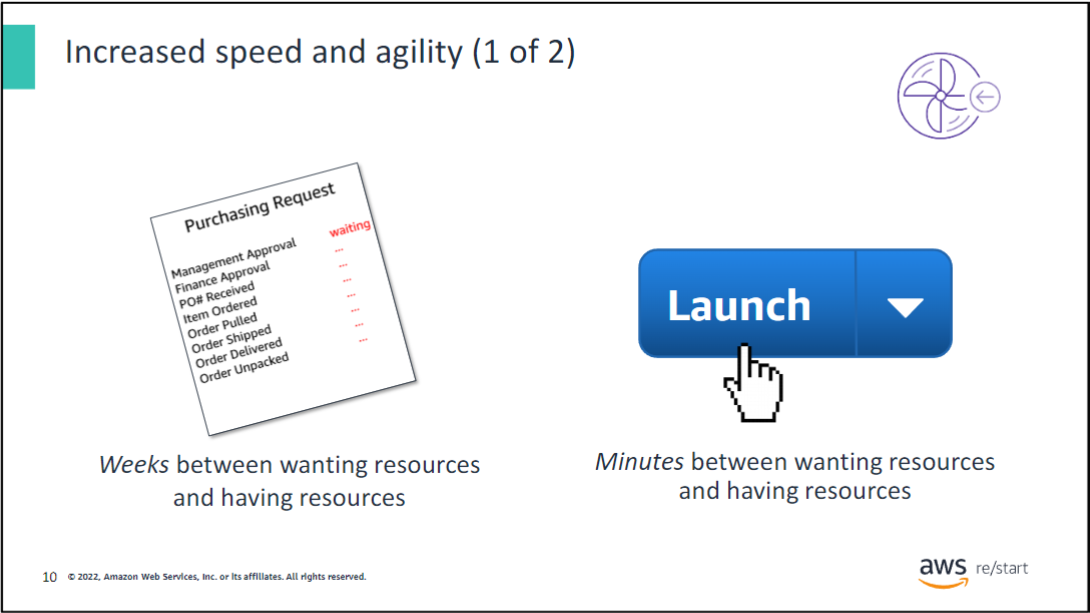 Increased speed and agility (1 of 2)
Purchasing Request
waiting
Management Approval ...
Finance Approval ...
PO# Received ...
Item Ordered ...
Order Pulled ...
Order Shipped ...
Order Delivered ...
Order Unpacked
Weeks between wanting resources
and having resources
Launch
Minutes between wanting resources
and having resources
10 © 2022, Amazon Web Services, Inc. or its affiliates. All rights reserved.
aws re/start